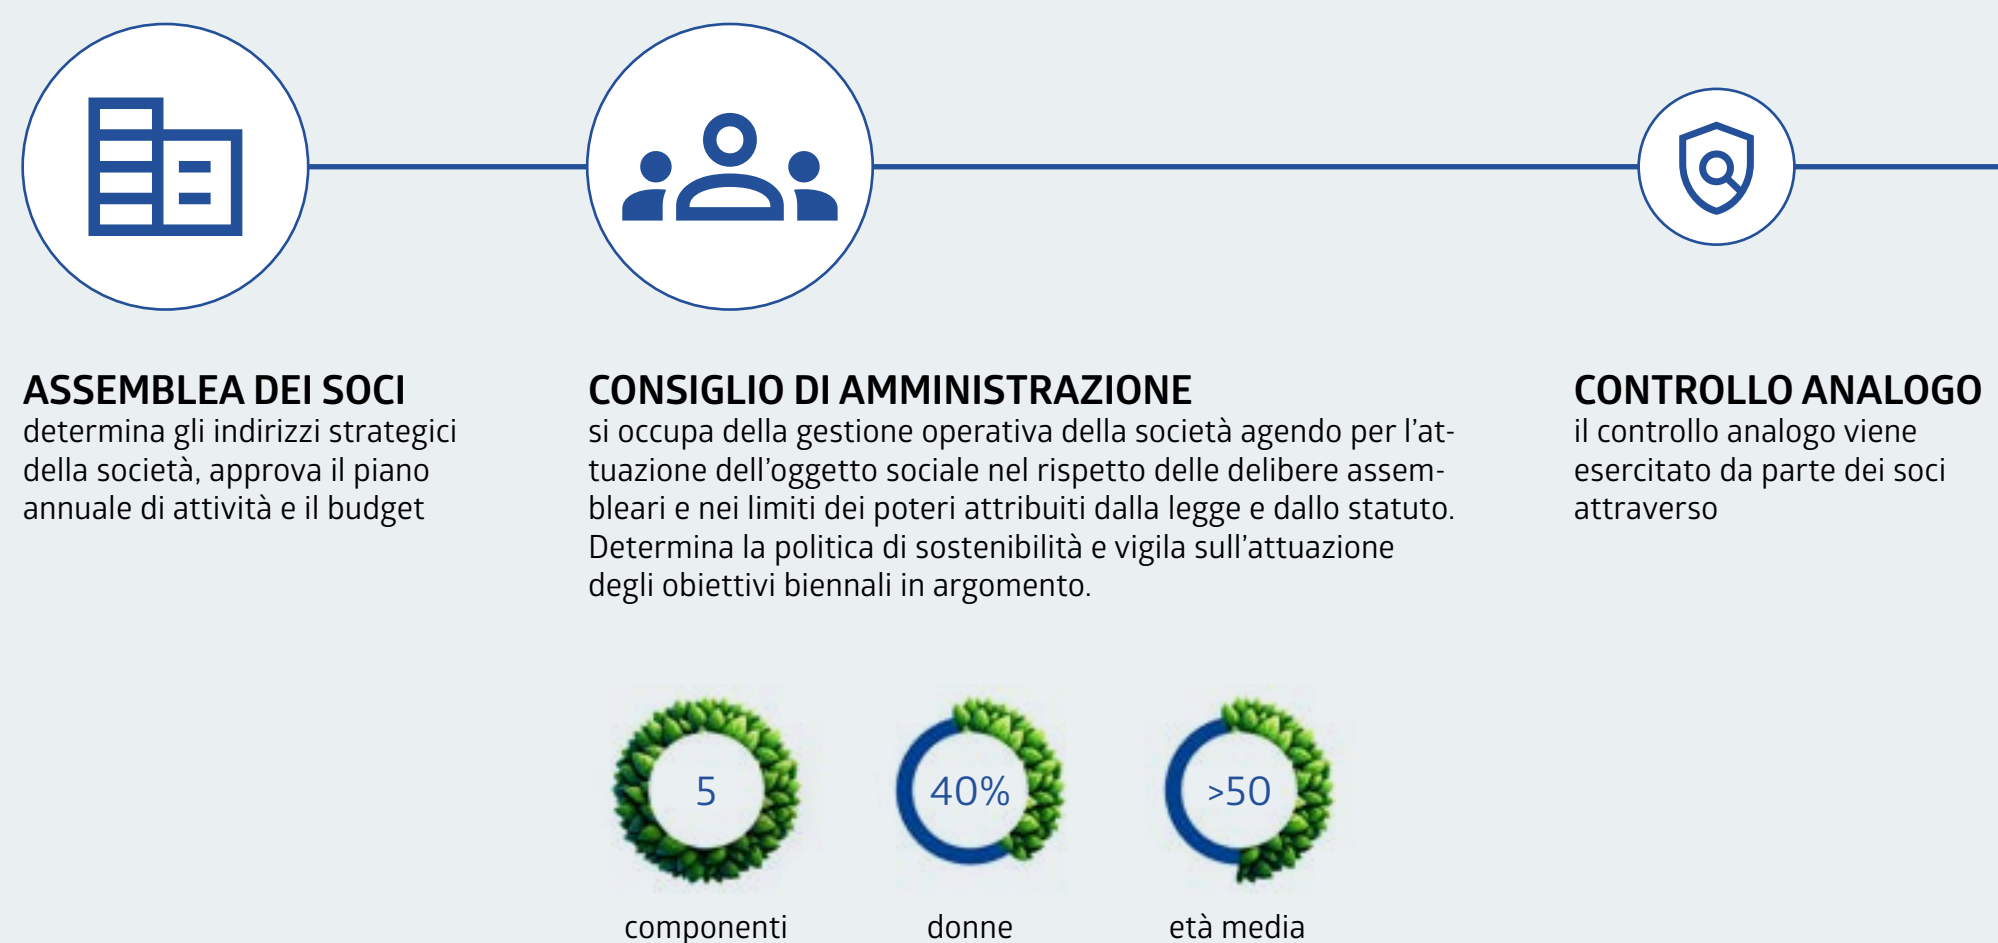 ASSEMBLEA DEI SOCI
determina gli indirizzi strategici
della società, approva il piano
annuale di attività e il budget
CONSIGLIO DI AMMINISTRAZIONE
si occupa della gestione operativa della società agendo per l'at-
tuazione dell'oggetto sociale nel rispetto delle delibere assem-
bleari e nei limiti dei poteri attribuiti dalla legge e dallo statuto.
Determina la politica di sostenibilità e vigila sull'attuazione
degli obiettivi biennali in argomento.
5
componenti
40%
donne
>50
età media
CONTROLLO ANALOGO
il controllo analogo viene
esercitato da parte dei soci
attraverso